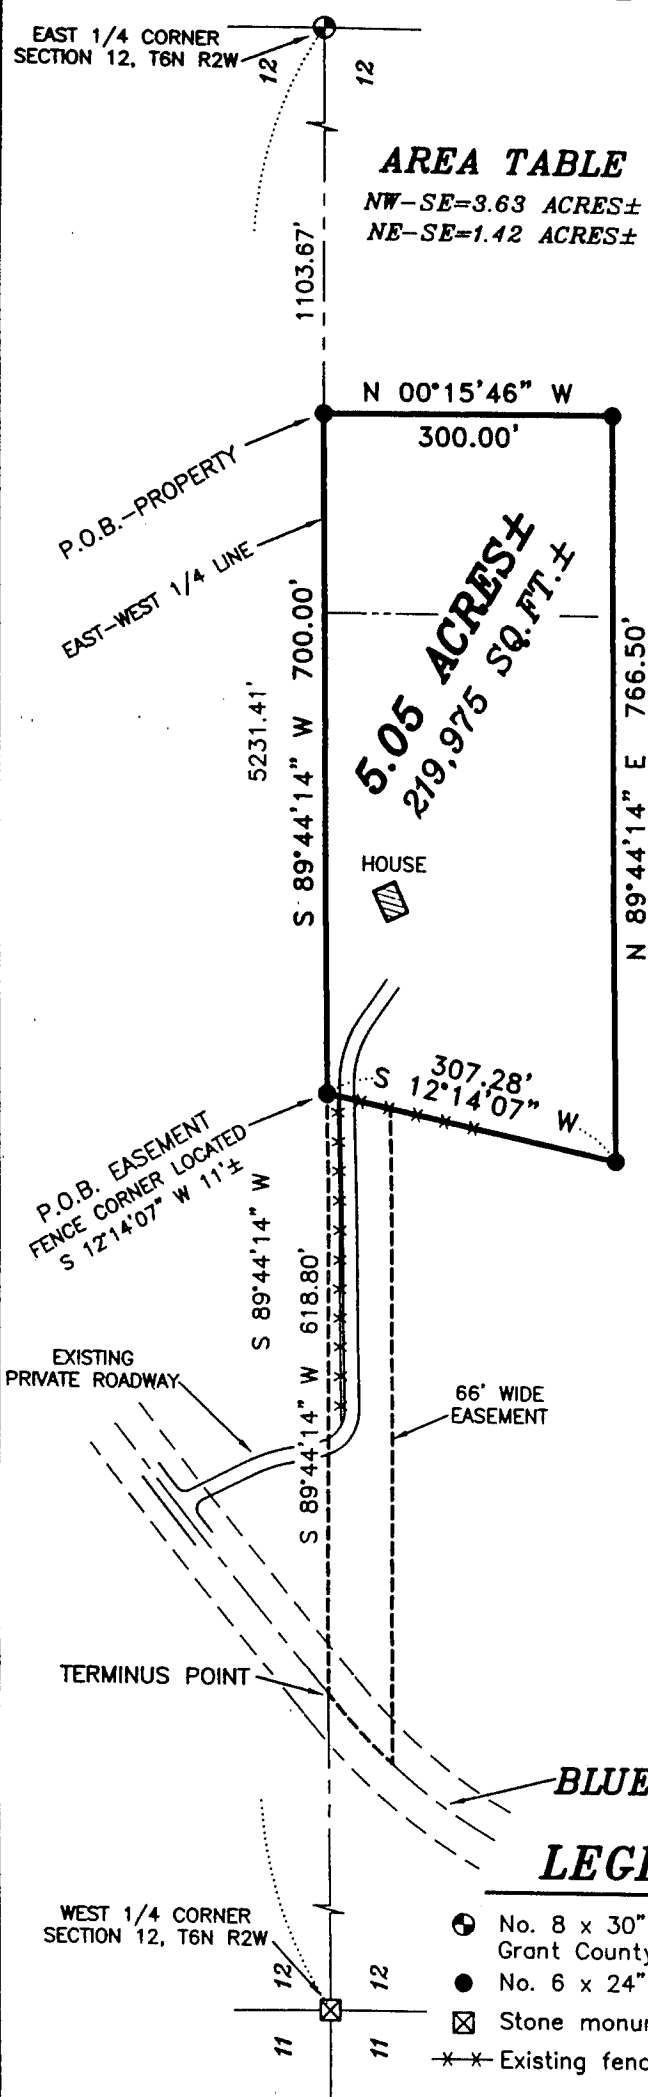 EAST 1/4 CORNER
SECTION 12, T6N R2W
12
12
AREA TABLE
NW-SE=3.63 ACRES±
NE-SE=1.42 ACRES±
1103.67'
N 00°15'46" W
300.00'
P.O.B.-PROPERTY
EAST-WEST 1/4 LINE
5.05 ACRES±
219,975 SQ.FT.±
S 89°44'14" W 700.00'
5231.41'
N 89°44'14" E 766.50'
HOUSE
307.28'
S 12°14'07" W
P.O.B. EASEMENT
FENCE CORNER LOCATED
S 12°14'07" W 11'±
S 89°44'14" W
S 89°44'14" W 618.80'
EXISTING
PRIVATE ROADWAY
66' WIDE
EASEMENT
TERMINUS POINT
BLUE
LEG
WEST 1/4 CORNER
SECTION 12, T6N R2W
12
12
11
11
No. 8 x 30"
Grant County
No. 6 x 24"
Stone monu
Existing fenc